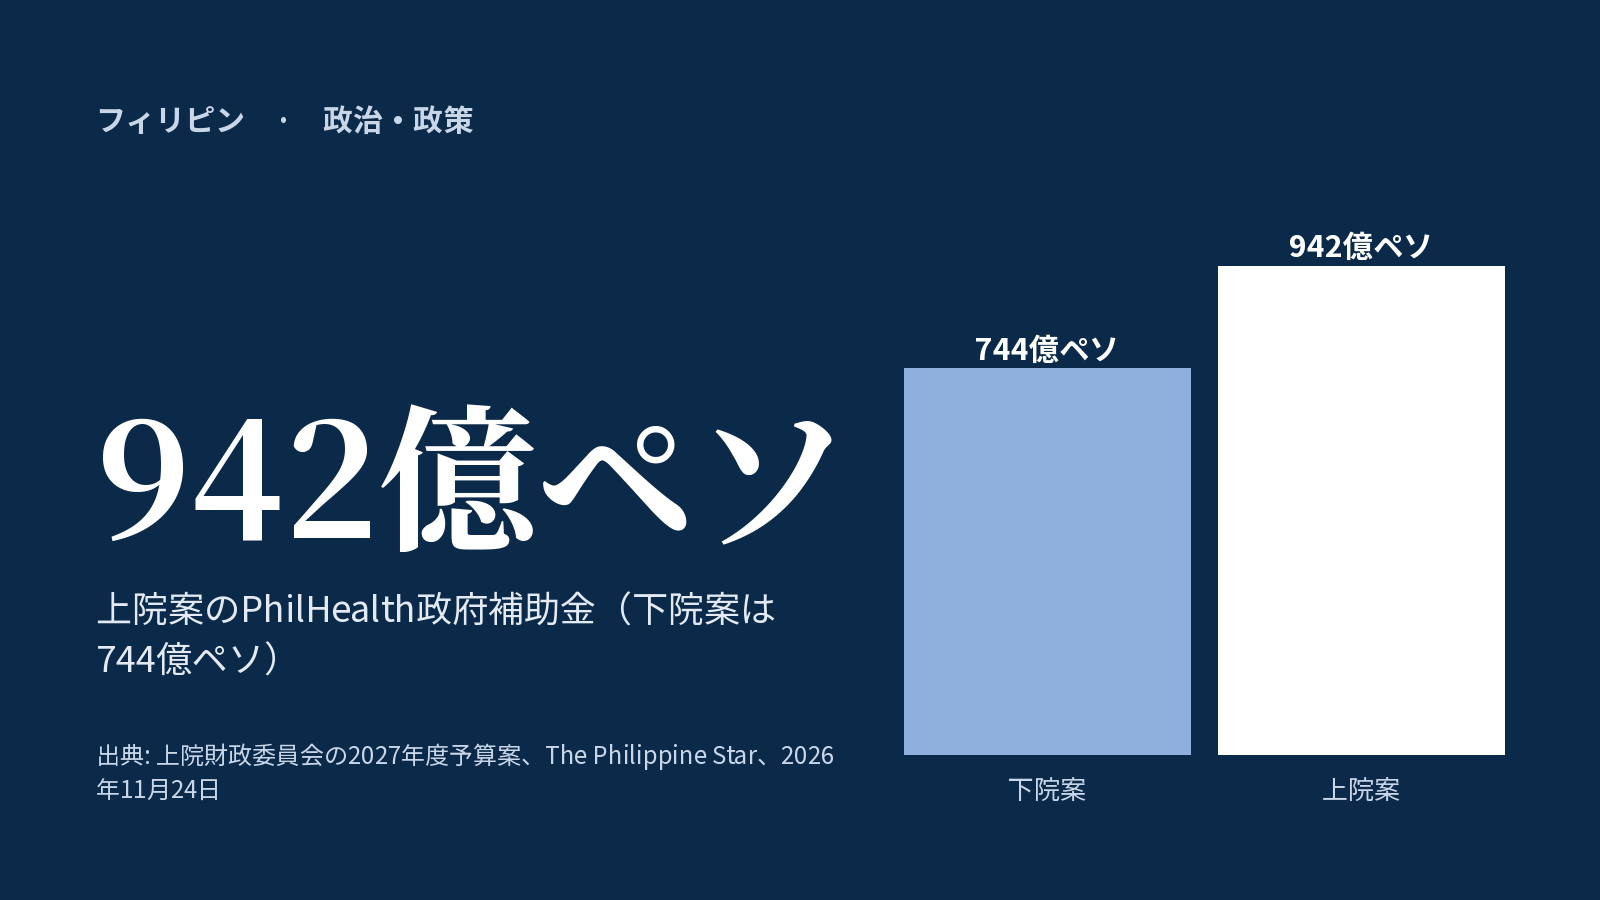 フィリピン · 政治・政策
942億ペソ
上院案のPhilHealth政府補助金（下院案は
744億ペソ）
出典: 上院財政委員会の2027年度予算案、The Philippine Star、2026
年11月24日
744億ペソ
942億ペソ
下院案
上院案